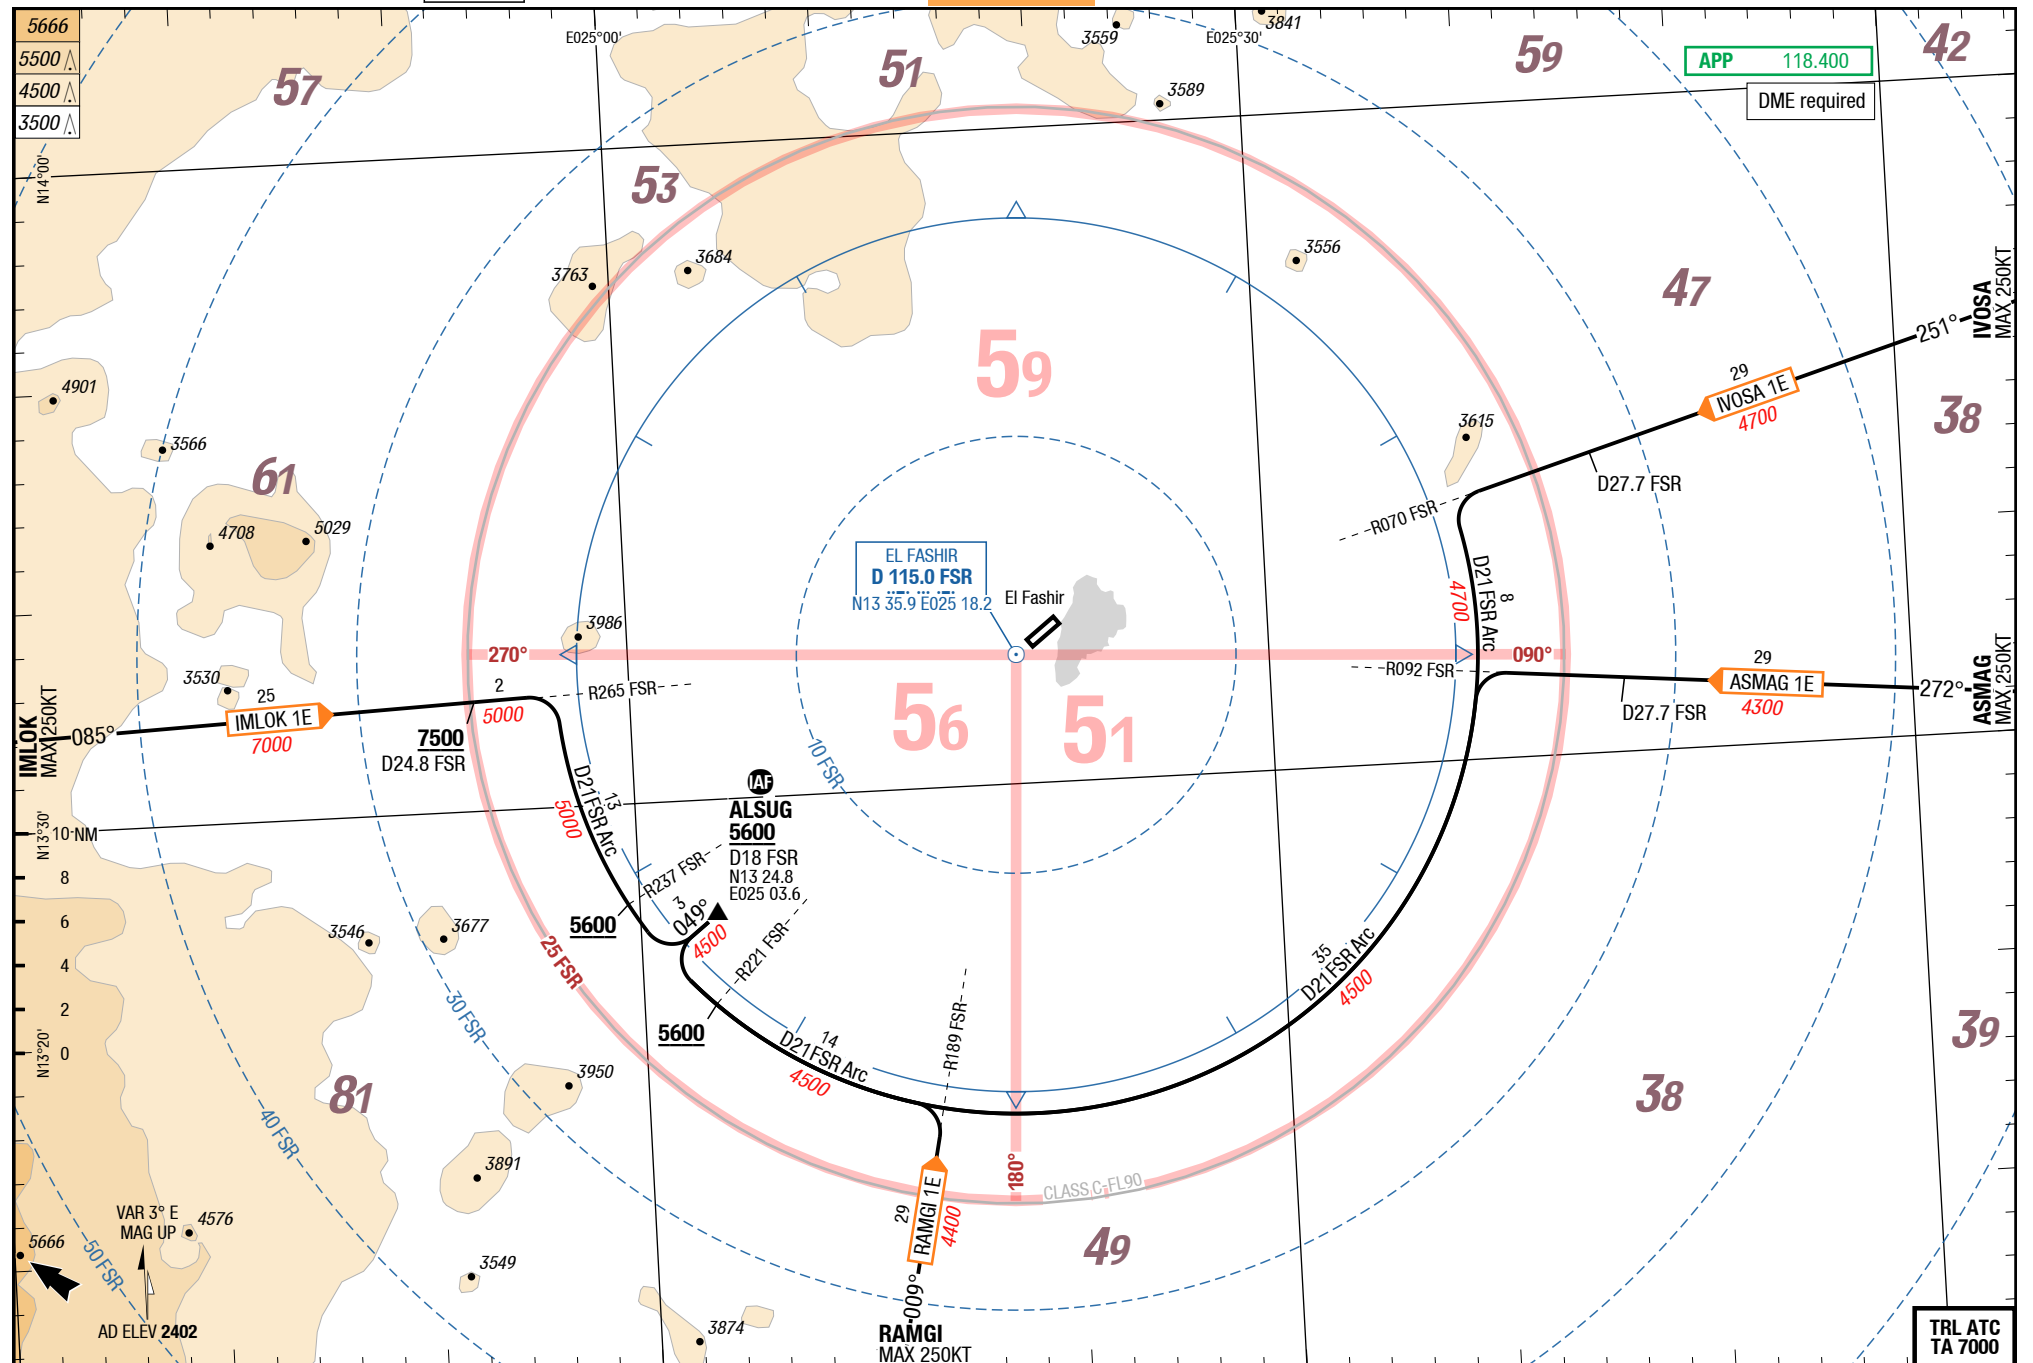 5666
5500
4500
3500
E025°00'
E025°30'
3559
3841
3589
57
51
59
42
APP 118.400
DME required
N14°00'
53
3763
3684
3556
47
IVOSA
MAX 250KT
251°
29
IVOSA 1E
4700
38
4901
3566
61
4708
5029
59
3615
D27.7 FSR
R070 FSR
EL FASHIR
D 115.0 FSR
N13 35.9 E025 18.2
El Fashir
D21 FSR Arc
8
4700
3986
270°
090°
R092 FSR
29
ASMAG 1E
4300
272°
ASMAG
MAX 250KT
D27.7 FSR
3530
25
IMLOK 1E
7000
085°
IMLOK
MAX 250KT
2
5000
R265 FSR
7500
D24.8 FSR
56
51
10 FSR
13
D21 FSR Arc
5000
IAF
ALSUG
5600
D18 FSR
N13 24.8
E025 03.6
R237 FSR
3
049°
4500
5600
R221 FSR
5600
N13°30'
10 NM
8
6
4
2
0
N13°20'
3546
3677
25 FSR
30 FSR
40 FSR
50 FSR
14
D21 FSR Arc
4500
R189 FSR
35
D21 FSR Arc
4500
39
38
81
3950
3891
180°
CLASS C FL90
29
RAMGI 1E
4400
009°
RAMGI
MAX 250KT
49
VAR 3° E
MAG UP
4576
5666
3549
3874
AD ELEV 2402
TRL ATC
TA 7000